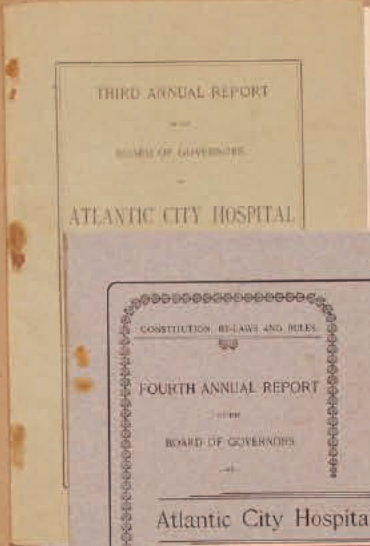 THIRD ANNUAL REPORT
BOARD OF GOVERNORS
ATLANTIC CITY HOSPITAL
CONSTITUTION, BY-LAWS AND RULES
FOURTH ANNUAL REPORT
BOARD OF GOVERNORS
Atlantic City Hospita